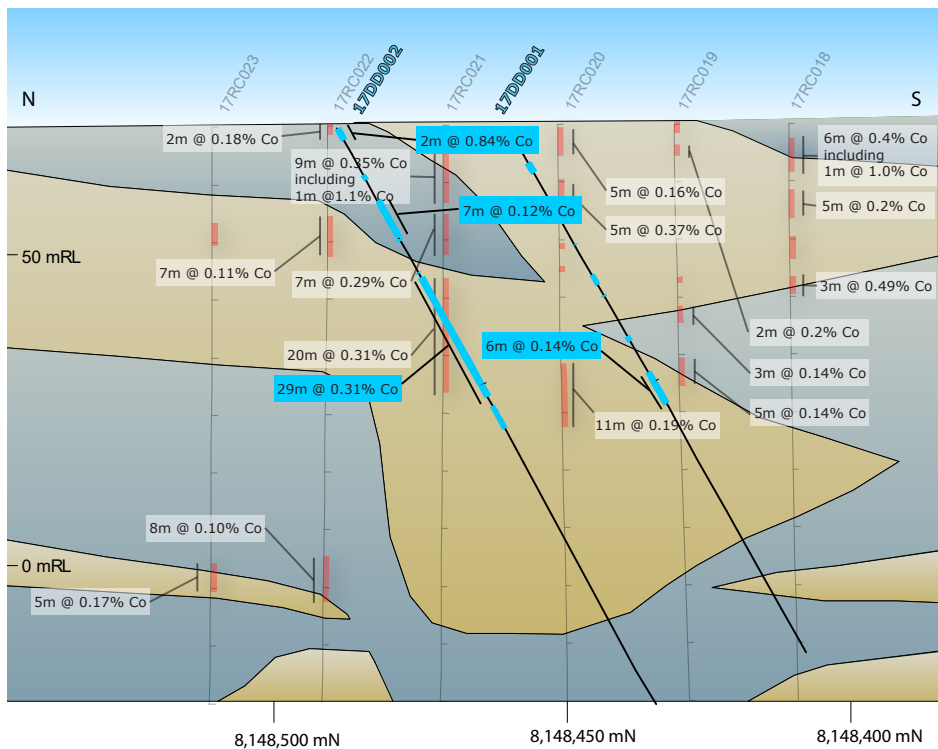 17RC023
17RC022
17DD002
17RC021
17DD001
17RC020
17RC019
17RC018
N
S
2m @ 0.18% Co
2m @ 0.84% Co
6m @ 0.4% Co
including
1m @ 1.0% Co
9m @ 0.35% Co
including
1m @1.1% Co
5m @ 0.16% Co
5m @ 0.2% Co
7m @ 0.12% Co
5m @ 0.37% Co
50 mRL
7m @ 0.11% Co
7m @ 0.29% Co
3m @ 0.49% Co
2m @ 0.2% Co
6m @ 0.14% Co
20m @ 0.31% Co
3m @ 0.14% Co
29m @ 0.31% Co
5m @ 0.14% Co
11m @ 0.19% Co
8m @ 0.10% Co
0 mRL
5m @ 0.17% Co
8,148,500 mN
8,148,450 mN
8,148,400 mN